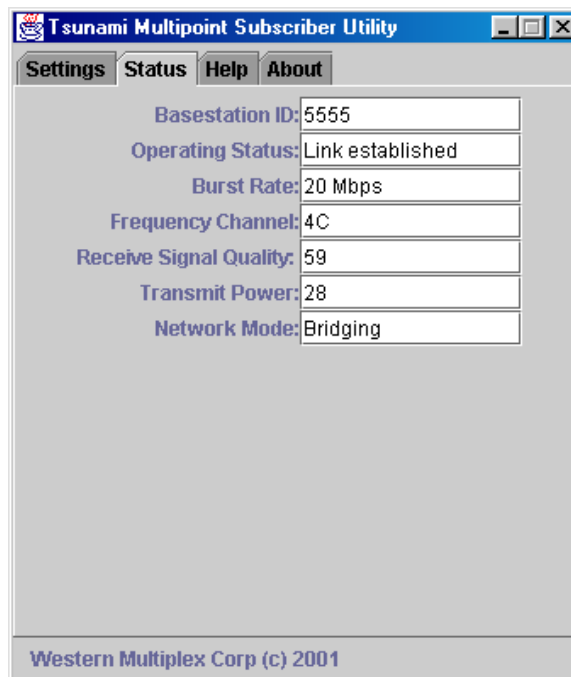 Tsunami Multipoint Subscriber Utility
Settings Status Help About
Basestation ID: 5555
Operating Status: Link established
Burst Rate: 20 Mbps
Frequency Channel: 4C
Receive Signal Quality: 59
Transmit Power: 28
Network Mode: Bridging
Western Multiplex Corp (c) 2001